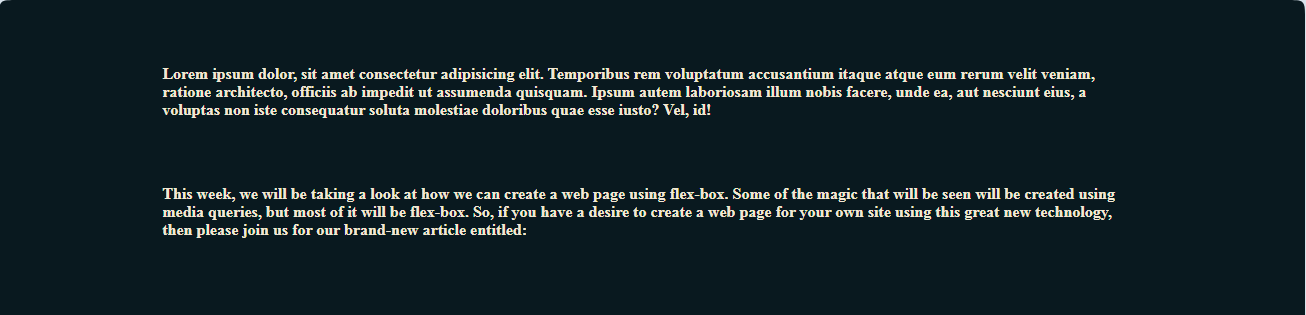 Lorem ipsum dolor, sit amet consectetur adipisicing elit. Temporibus rem voluptatum accusantium itaque atque eum rerum velit veniam,
ratione architecto, officiis ab impedit ut assumenda quisquam. Ipsum autem laboriosam illum nobis facere, unde ea, aut nesciunt eius, a
voluptas non iste consequatur soluta molestiae doloribus quae esse iusto? Vel, id!
This week, we will be taking a look at how we can create a web page using flex-box. Some of the magic that will be seen will be created using
media queries, but most of it will be flex-box. So, if you have a desire to create a web page for your own site using this great new technology,
then please join us for our brand-new article entitled: